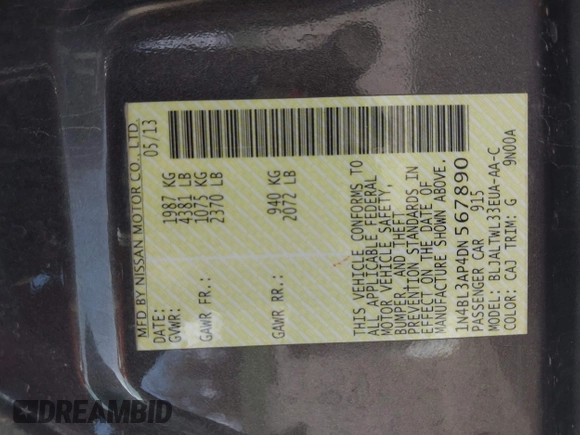 MFD BY NISSAN MOTOR CO., LTD
DATE: 05/13
GVWR: 1987 KG
4381 LB
GAWR FR.: 1075 KG
2370 LB
GAWR RR.: 940 KG
2072 LB
THIS VEHICLE CONFORMS TO
ALL APPLICABLE FEDERAL
MOTOR VEHICLE SAFETY,
BUMPER, AND THEFT
PREVENTION STANDARDS IN
EFFECT ON THE DATE OF
MANUFACTURE SHOWN ABOVE.
1N4BL3AP4DN567890
PASSENGER CAR 915
MODEL: BLJALTWL33EUA-AA-C
COLOR: CAJ TRIM: G 9N00A
DREAMBID